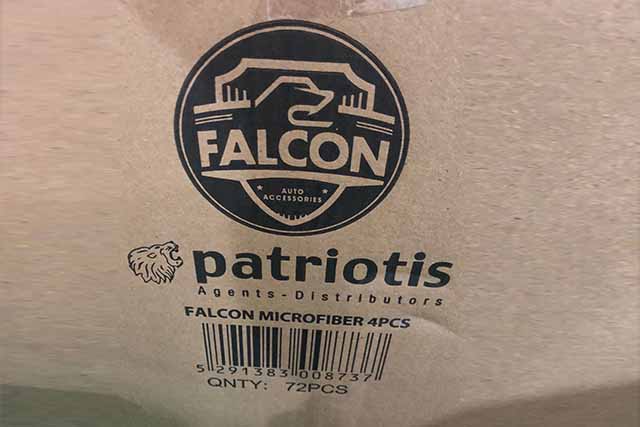 FALCON
AUTO
ACCESSORIES
patriotis
Agents-Distributors
FALCON MICROFIBER 4PCS
5 291383 008737
QNTY: 72PCS